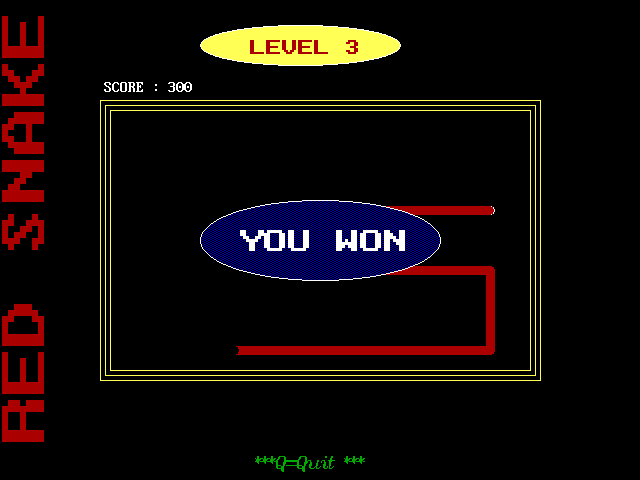 RED SNAKE
LEVEL 3
SCORE : 300
YOU WON
***Q=Quit ***